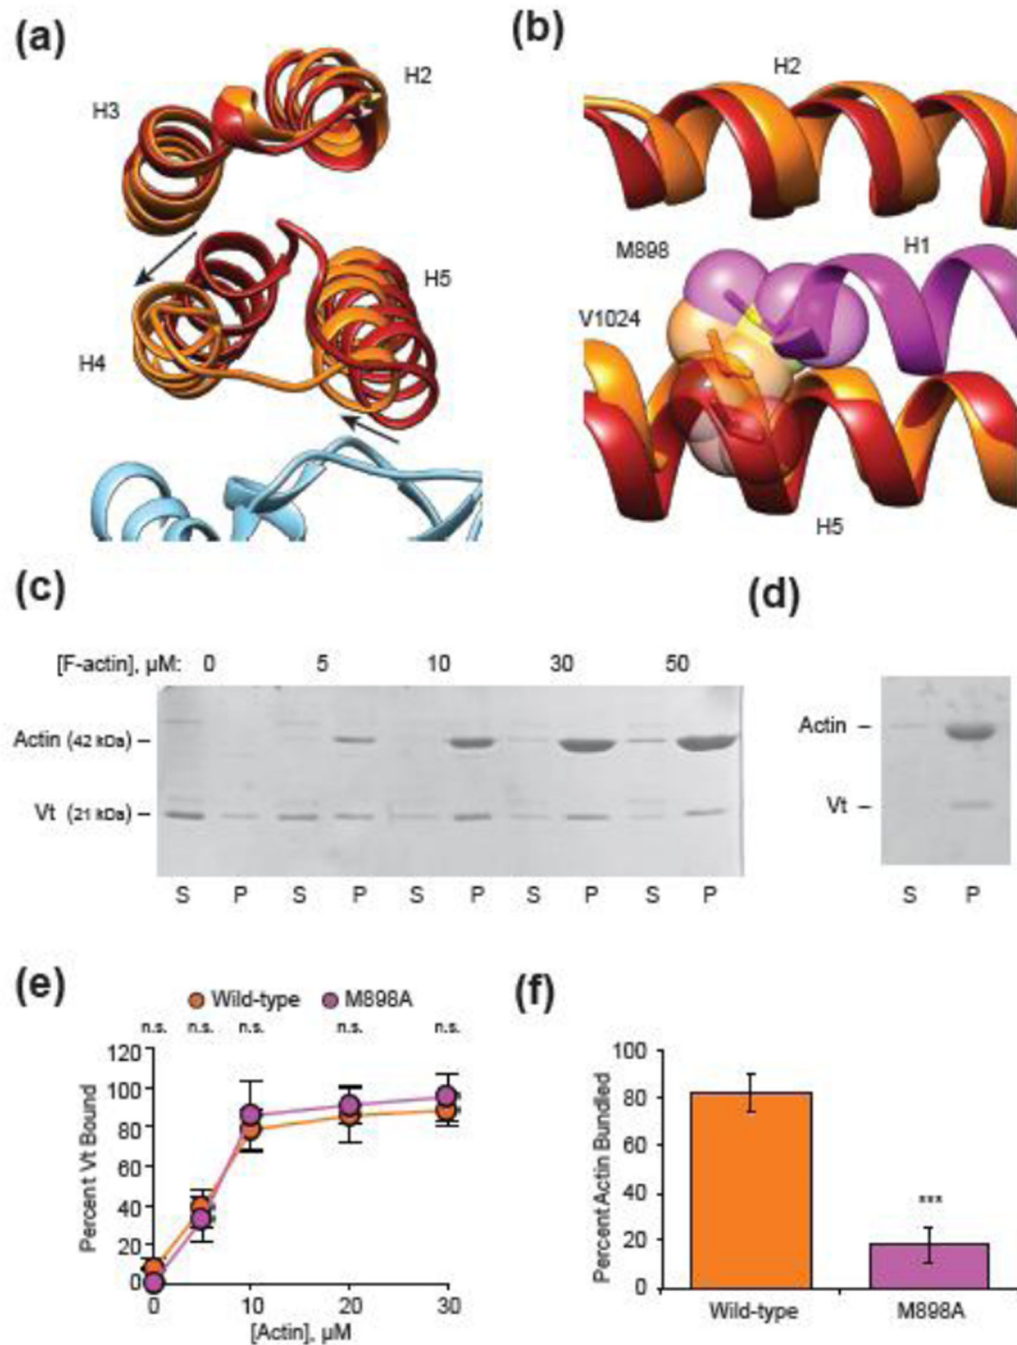 (a)
H3
H2
H5
H4
(b)
H2
M898
H1
V1024
H5
(c)
[F-actin], μM: 0 5 10 30 50
Actin (42 kDa) –
Vt (21 kDa) –
S P S P S P S P S P
(d)
Actin –
Vt –
S P
(e)
Wild-type M898A
n.s. n.s. n.s. n.s. n.s.
120
100
80
60
40
20
0
Percent Vt Bound
0 10 20 30
[Actin], μM
(f)
100
80
60
40
20
0
Percent Actin Bundled
***
Wild-type M898A